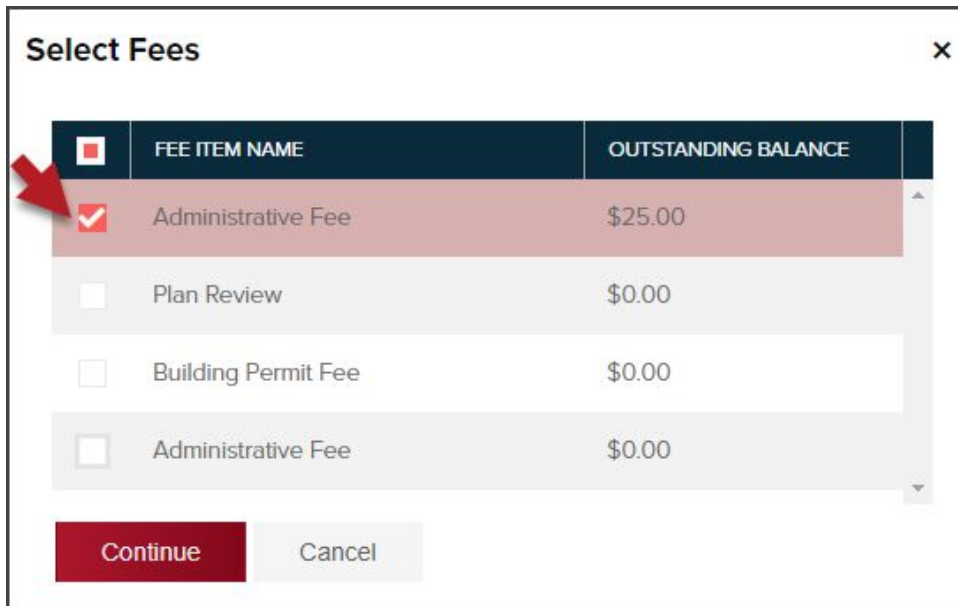 Select Fees
FEE ITEM NAME OUTSTANDING BALANCE
Administrative Fee $25.00
Plan Review $0.00
Building Permit Fee $0.00
Administrative Fee $0.00
Continue Cancel